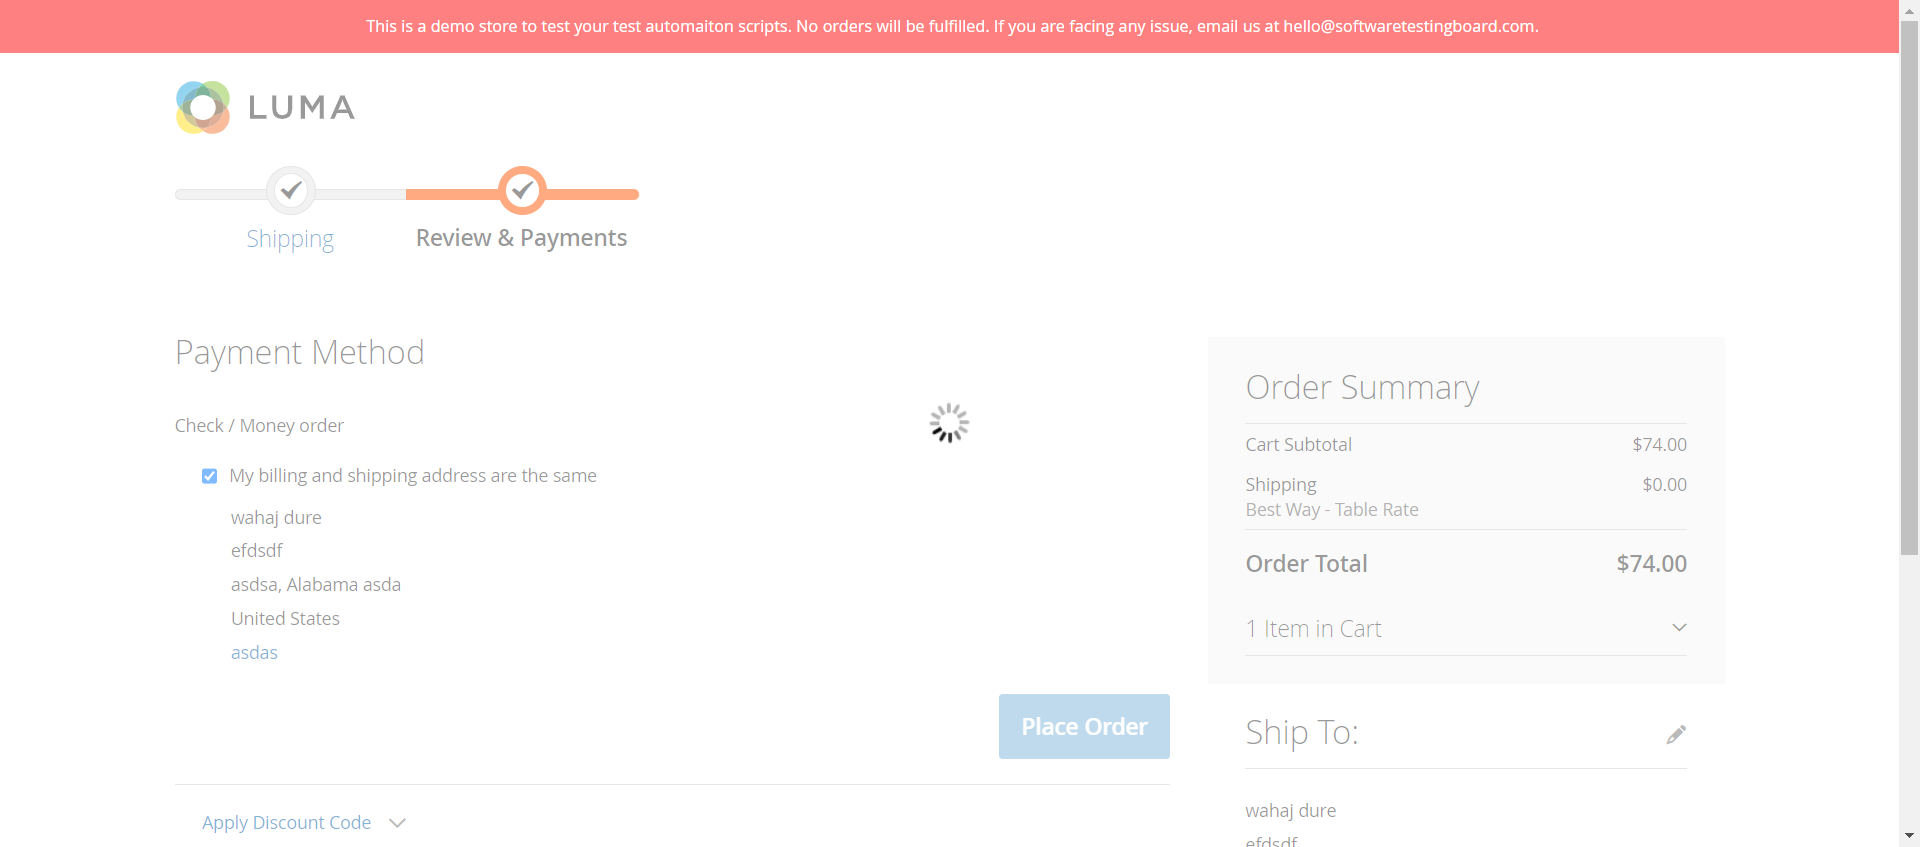 This is a demo store to test your test automaiton scripts. No orders will be fulfilled. If you are facing any issue, email us at hello@softwaretestingboard.com.
LUMA
Shipping
Review & Payments
Payment Method
Check / Money order
My billing and shipping address are the same
wahaj dure
efdsdf
asdsa, Alabama asda
United States
asdas
Place Order
Apply Discount Code
Order Summary
Cart Subtotal $74.00
Shipping $0.00
Best Way - Table Rate
Order Total $74.00
1 Item in Cart
Ship To:
wahaj dure
efdsdf